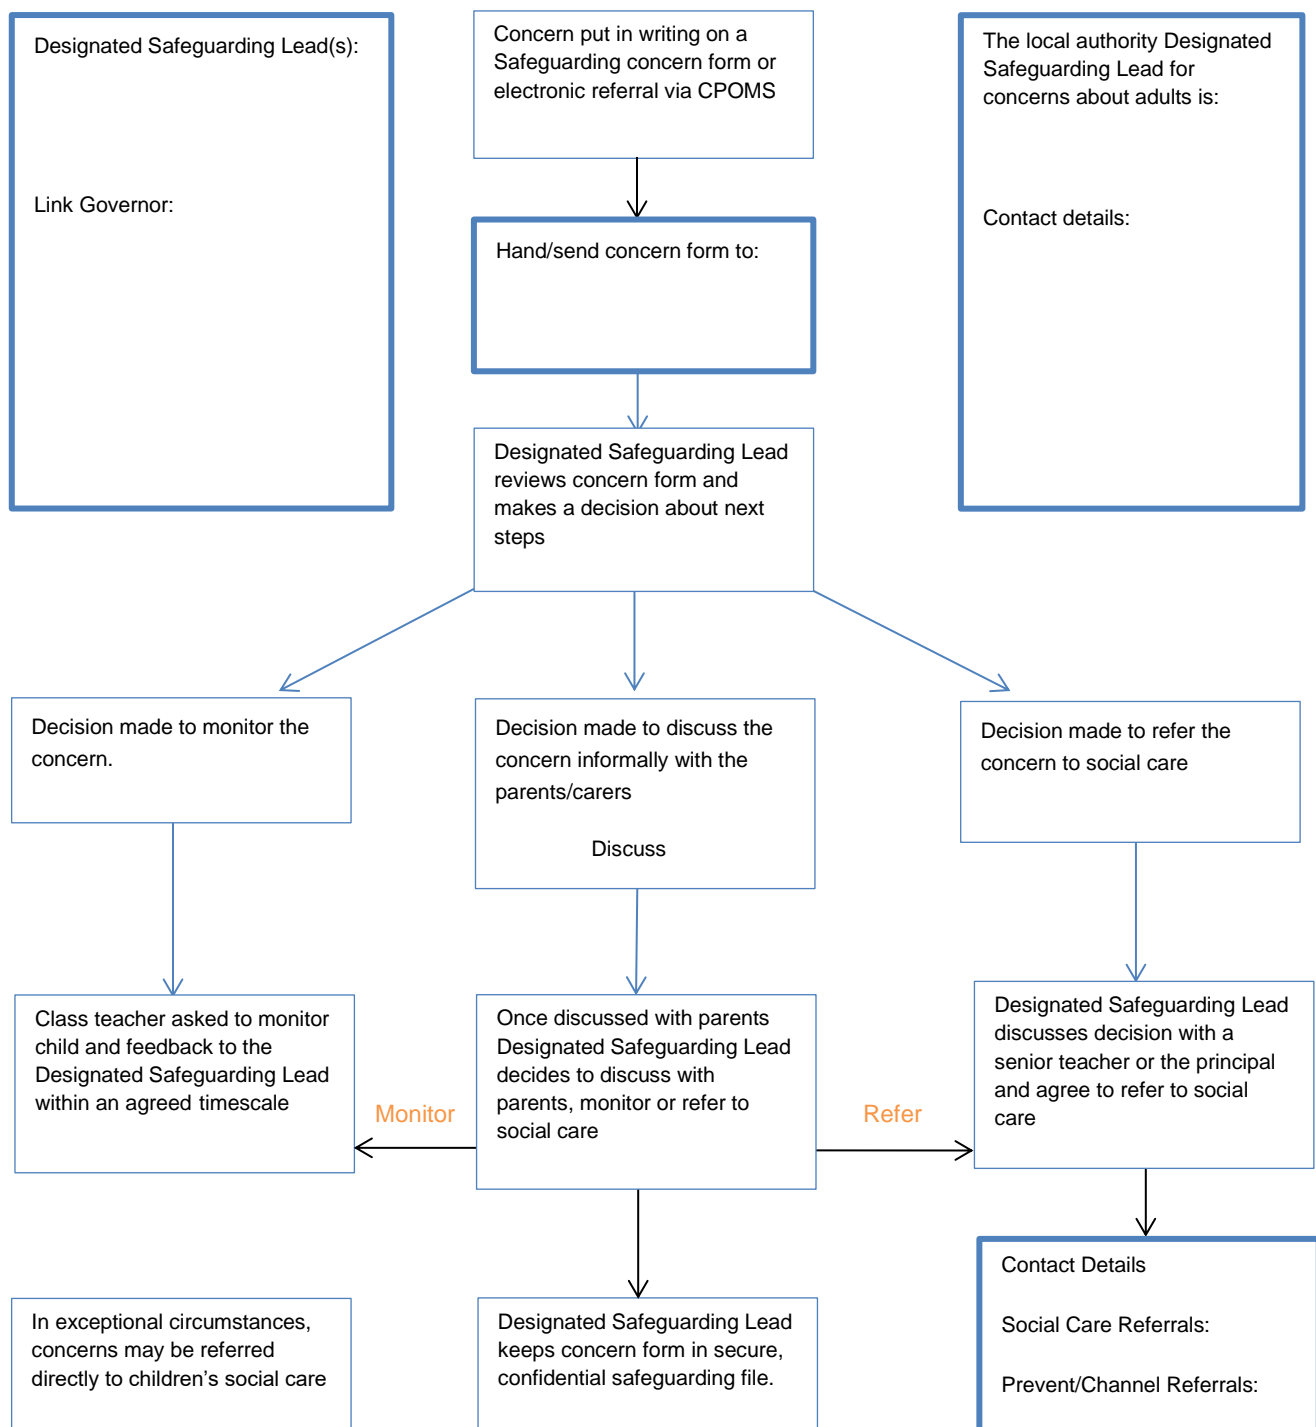 Designated Safeguarding Lead(s):
Link Governor:
Concern put in writing on a
Safeguarding concern form or
electronic referral via CPOMS
The local authority Designated
Safeguarding Lead for
concerns about adults is:
Contact details:
Hand/send concern form to:
Designated Safeguarding Lead
reviews concern form and
makes a decision about next
steps
Decision made to monitor the
concern.
Decision made to discuss the
concern informally with the
parents/carers
Discuss
Decision made to refer the
concern to social care
Class teacher asked to monitor
child and feedback to the
Designated Safeguarding Lead
within an agreed timescale
Monitor
Once discussed with parents
Designated Safeguarding Lead
decides to discuss with
parents, monitor or refer to
social care
Refer
Designated Safeguarding Lead
discusses decision with a
senior teacher or the principal
and agree to refer to social
care
In exceptional circumstances,
concerns may be referred
directly to children’s social care
Designated Safeguarding Lead
keeps concern form in secure,
confidential safeguarding file.
Contact Details
Social Care Referrals:
Prevent/Channel Referrals: